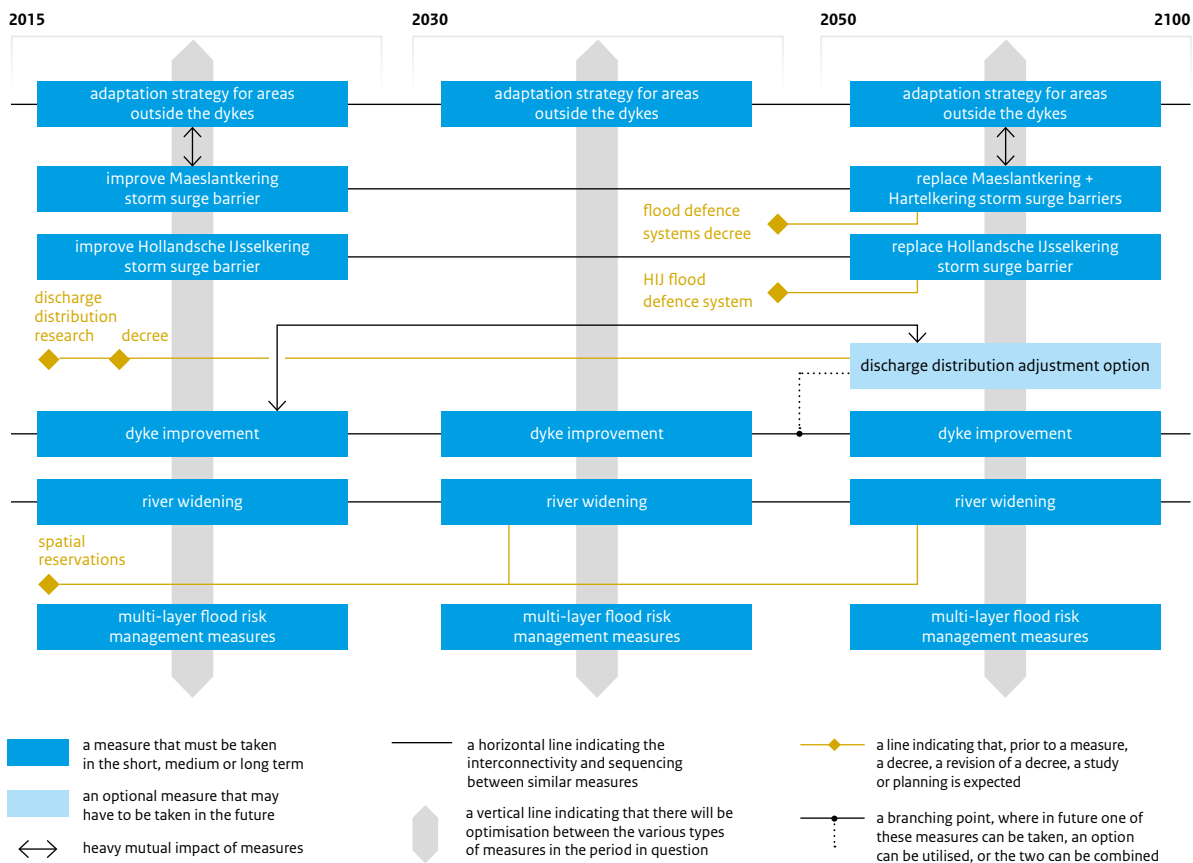 2015
2030
2050
2100
adaptation strategy for areas
outside the dykes
adaptation strategy for areas
outside the dykes
adaptation strategy for areas
outside the dykes
improve Maeslantkering
storm surge barrier
replace Maeslantkering +
Hartelkering storm surge barriers
flood defence
systems decree
improve Hollandsche IJsselkering
storm surge barrier
replace Hollandsche IJsselkering
storm surge barrier
HIJ flood
defence system
discharge
distribution
research
decree
discharge distribution adjustment option
dyke improvement
dyke improvement
dyke improvement
river widening
river widening
river widening
spatial
reservations
multi-layer flood risk
management measures
multi-layer flood risk
management measures
multi-layer flood risk
management measures
a measure that must be taken
in the short, medium or long term
an optional measure that may
have to be taken in the future
heavy mutual impact of measures
a horizontal line indicating the
interconnectivity and sequencing
between similar measures
a vertical line indicating that there will be
optimisation between the various types
of measures in the period in question
a line indicating that, prior to a measure,
a decree, a revision of a decree, a study
or planning is expected
a branching point, where in future one of
these measures can be taken, an option
can be utilised, or the two can be combined